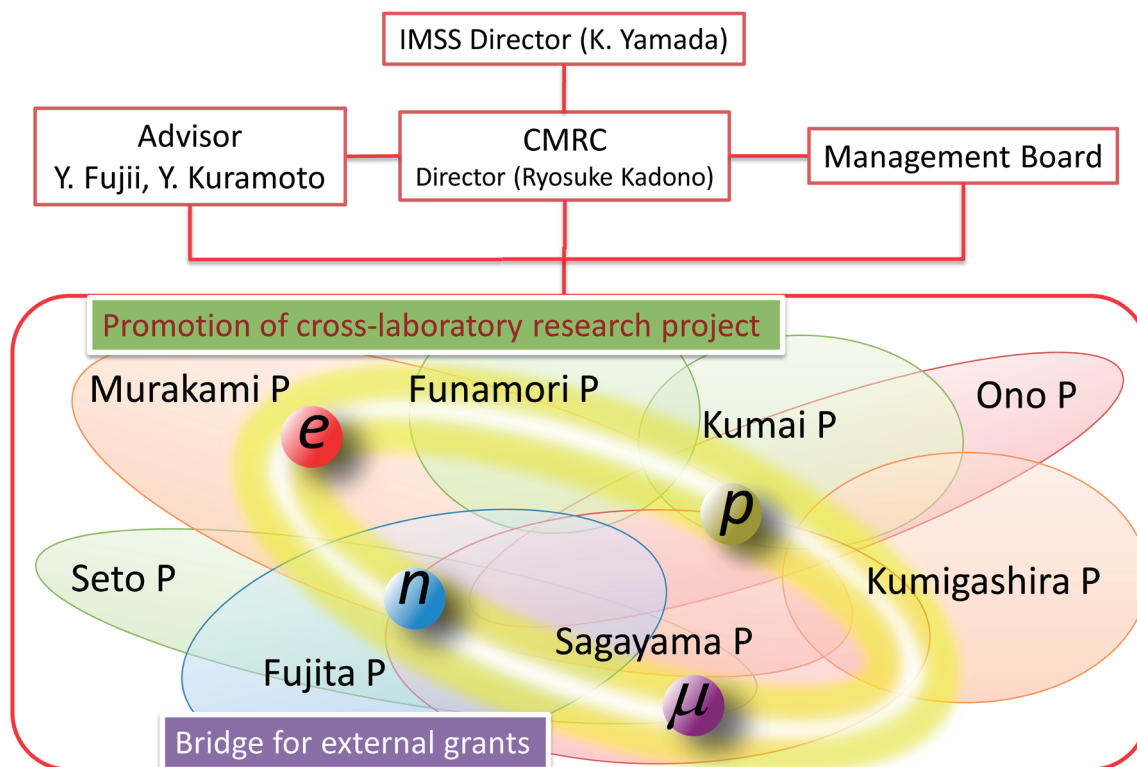 IMSS Director (K. Yamada)
Advisor
Y. Fujii, Y. Kuramoto
CMRC
Director (Ryosuke Kadono)
Management Board
Promotion of cross-laboratory research project
Murakami P
Funamori P
Ono P
Kumai P
e
p
Seto P
n
Kumigashira P
Sagayama P
Fujita P
μ
Bridge for external grants